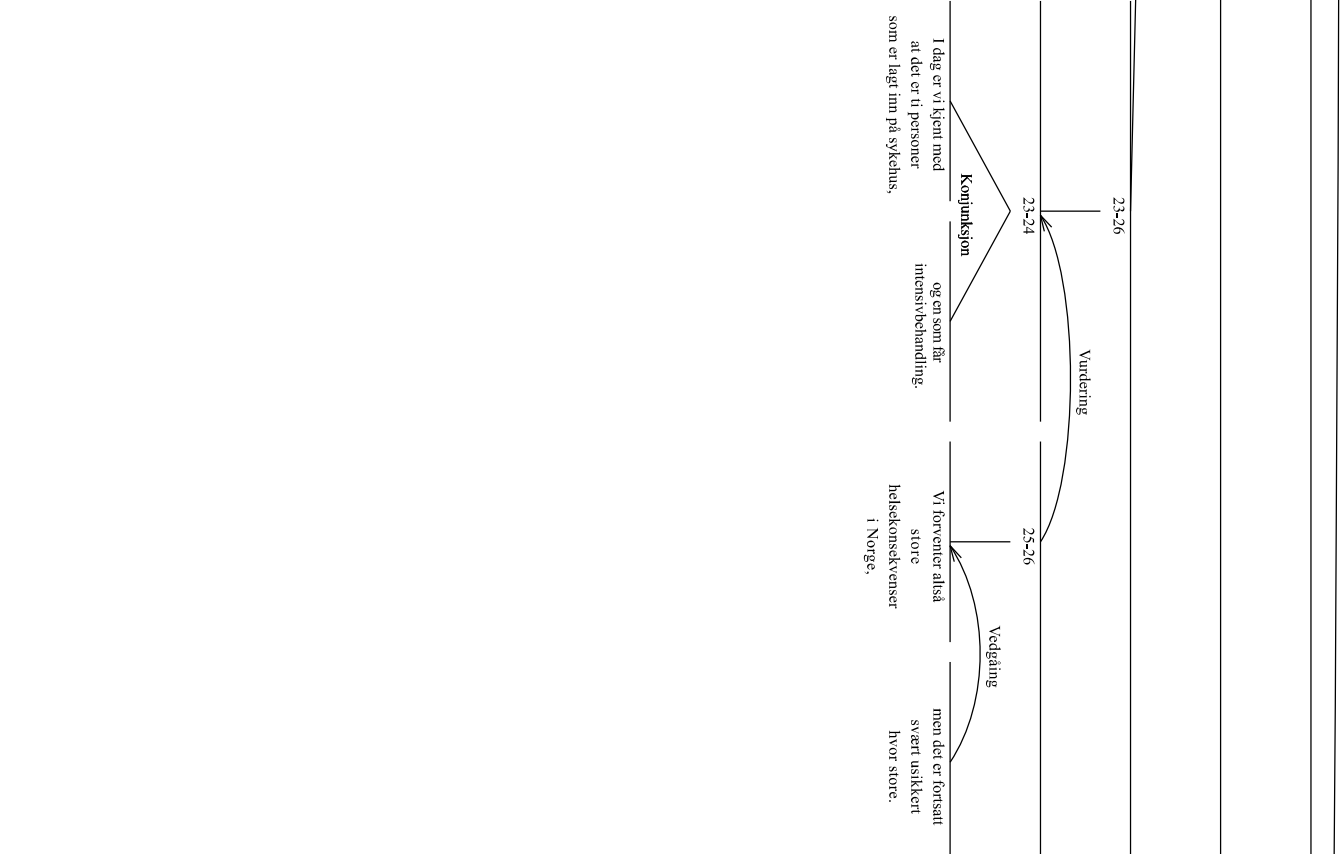 23-26
Vurdering
23-24
25-26
Konjunksjon
Vedgåing
I dag er vi kjent med
at det er ti personer
som er lagt inn på sykehus,
og en som får
intensivbehandling.
Vi forventer altså
store
helsekonsekvenser
i Norge,
men det er fortsatt
svært usikkert
hvor store.